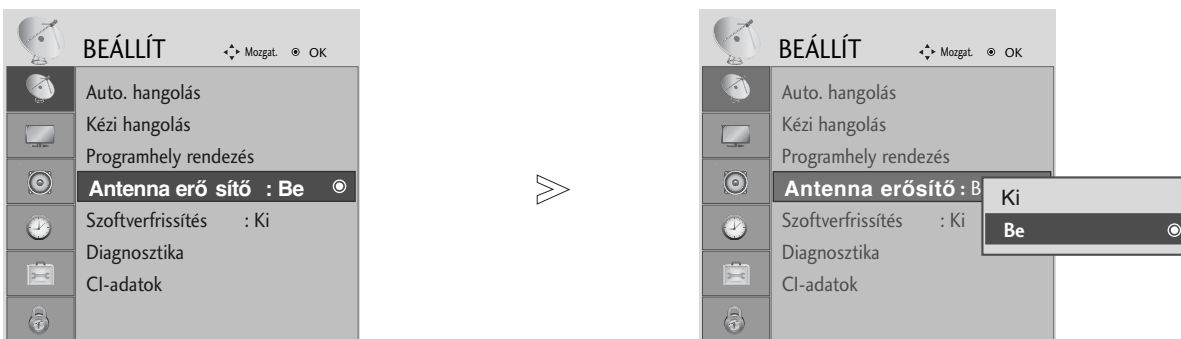 BEÁLLÍT Mozgat. OK
Auto. hangolás
Kézi hangolás
Programhely rendezés
Antenna erő sítő : Be
Szoftverfrissítés : Ki
Diagnosztika
CI-adatok
BEÁLLÍT Mozgat. OK
Auto. hangolás
Kézi hangolás
Programhely rendezés
Antenna erősítő : B
Szoftverfrissítés : Ki
Diagnosztika
CI-adatok
Ki
Be